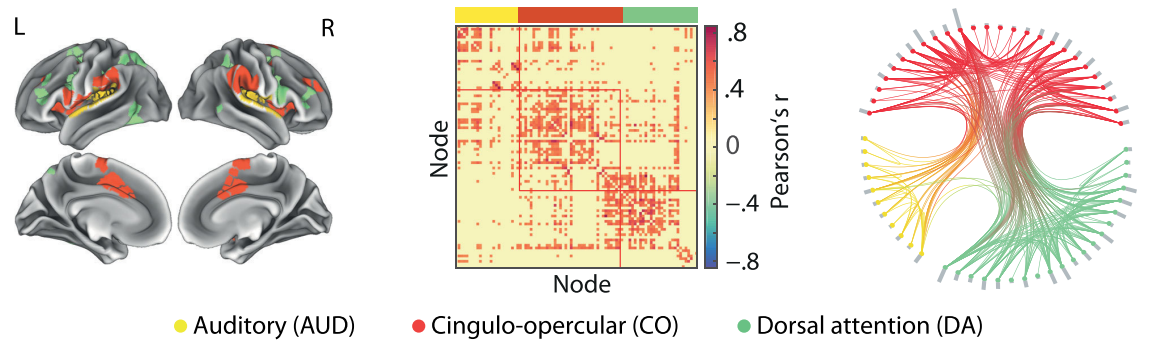 L
R
Node
Node
.8
.4
0
-.4
-.8
Pearson's r
Auditory (AUD)
Cingulo-opercular (CO)
Dorsal attention (DA)